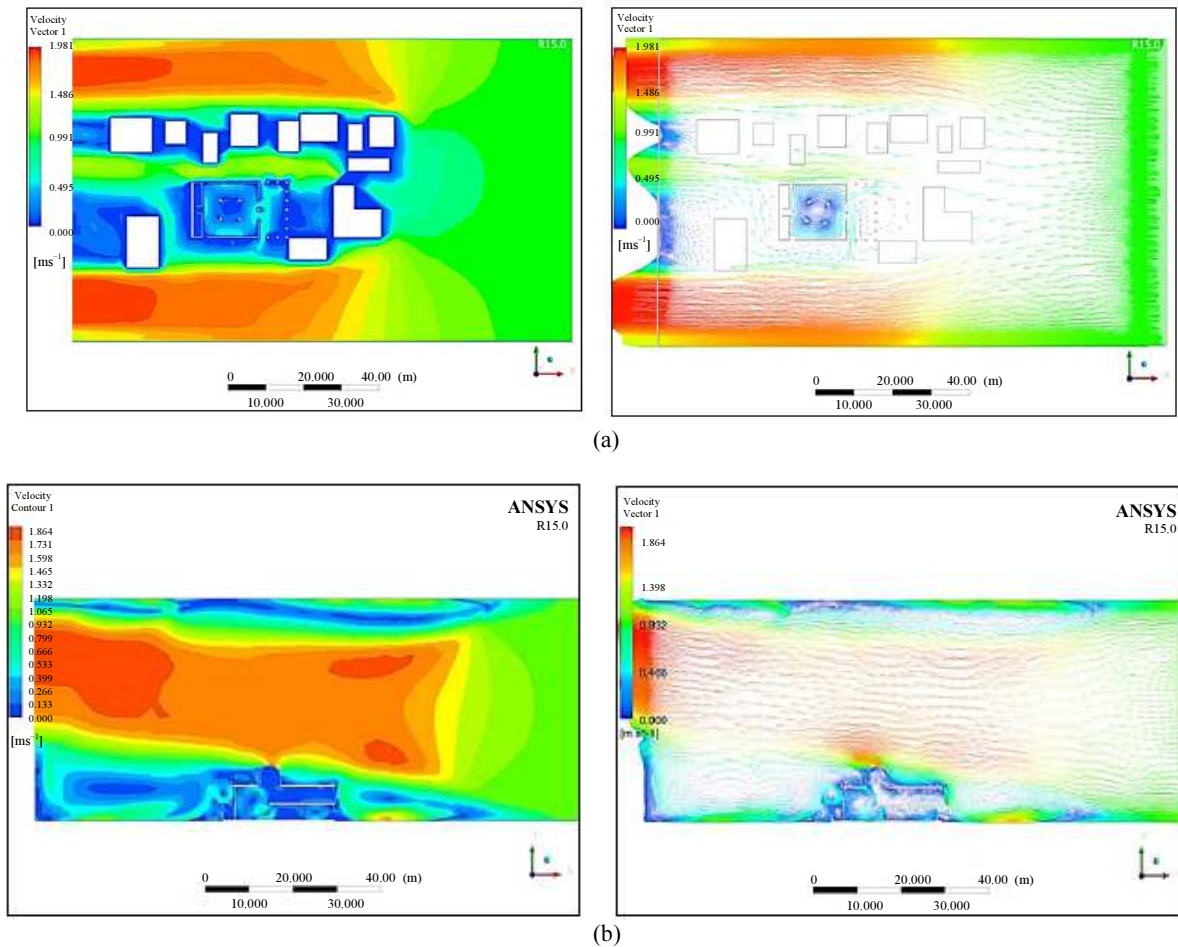 Velocity
Vector 1
1.981
1.486
0.991
0.495
0.000
[ms⁻¹]
R15.0
0 20.000 40.00 (m)
10.000 30.000
Velocity
Vector 1
1.981
1.486
0.991
0.495
0.000
[ms⁻¹]
R15.0
0 20.000 40.00 (m)
10.000 30.000
(a)
Velocity
Contour 1
1.864
1.731
1.598
1.465
1.332
1.198
1.065
0.932
0.799
0.666
0.533
0.399
0.266
0.133
0.000
[ms⁻¹]
ANSYS
R15.0
0 20.000 40.00 (m)
10.000 30.000
Velocity
Vector 1
1.864
1.398
0.932
0.466
0.000
[m s^-1]
ANSYS
R15.0
0 20.000 40.00 (m)
10.000 30.000
(b)